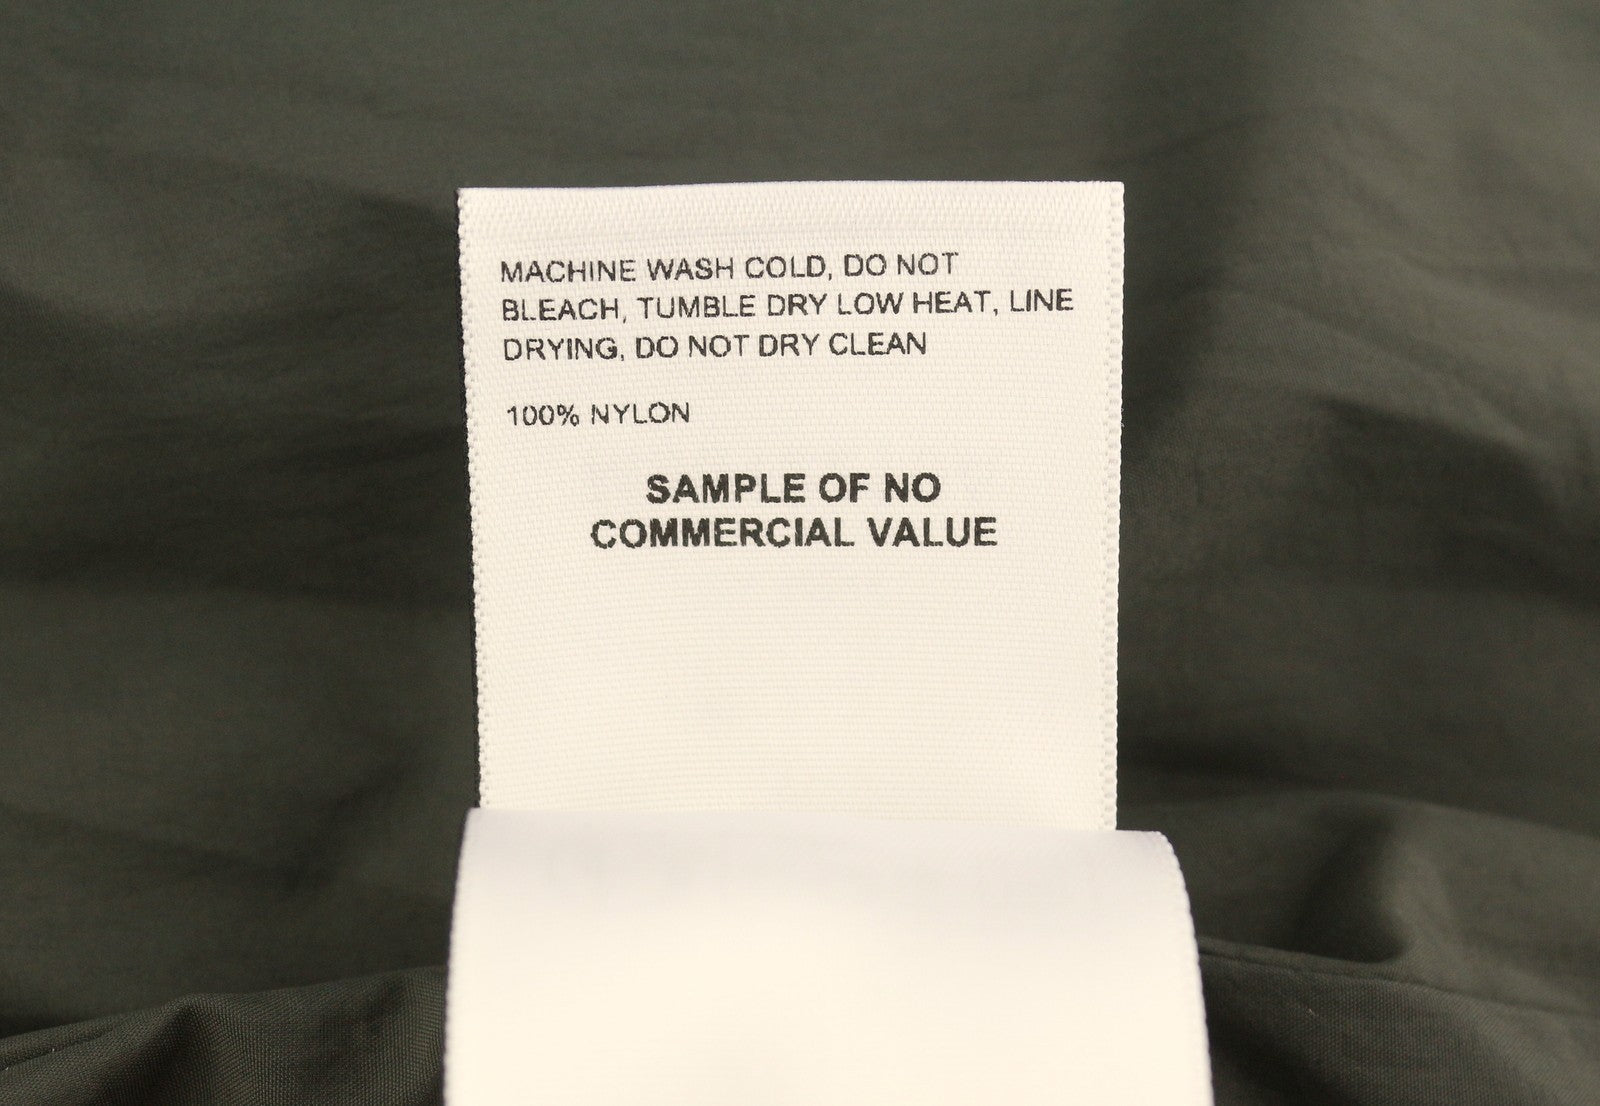 MACHINE WASH COLD, DO NOT
BLEACH, TUMBLE DRY LOW HEAT, LINE
DRYING, DO NOT DRY CLEAN
100% NYLON
SAMPLE OF NO
COMMERCIAL VALUE